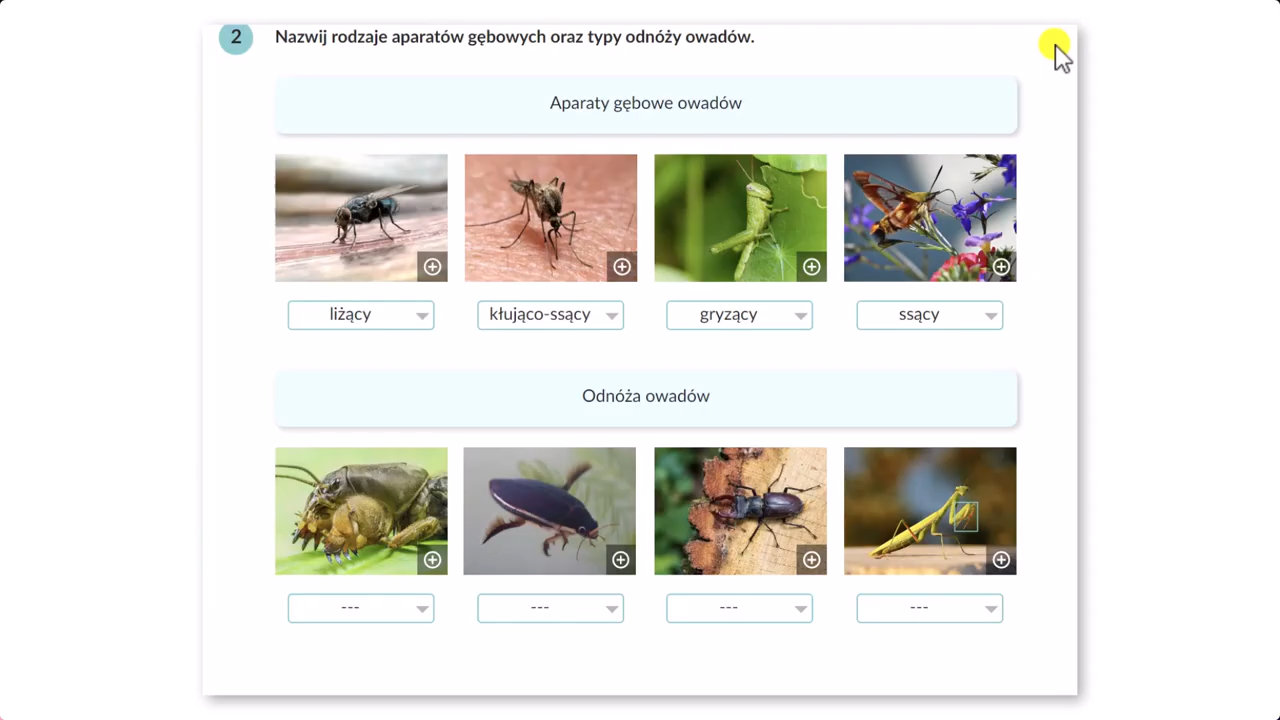 2 Nazwij rodzaje aparatów gębowych oraz typy odnóży owadów.
Aparaty gębowe owadów
liżący kłująco-ssący gryzący ssący
Odnóża owadów
--- --- --- ---